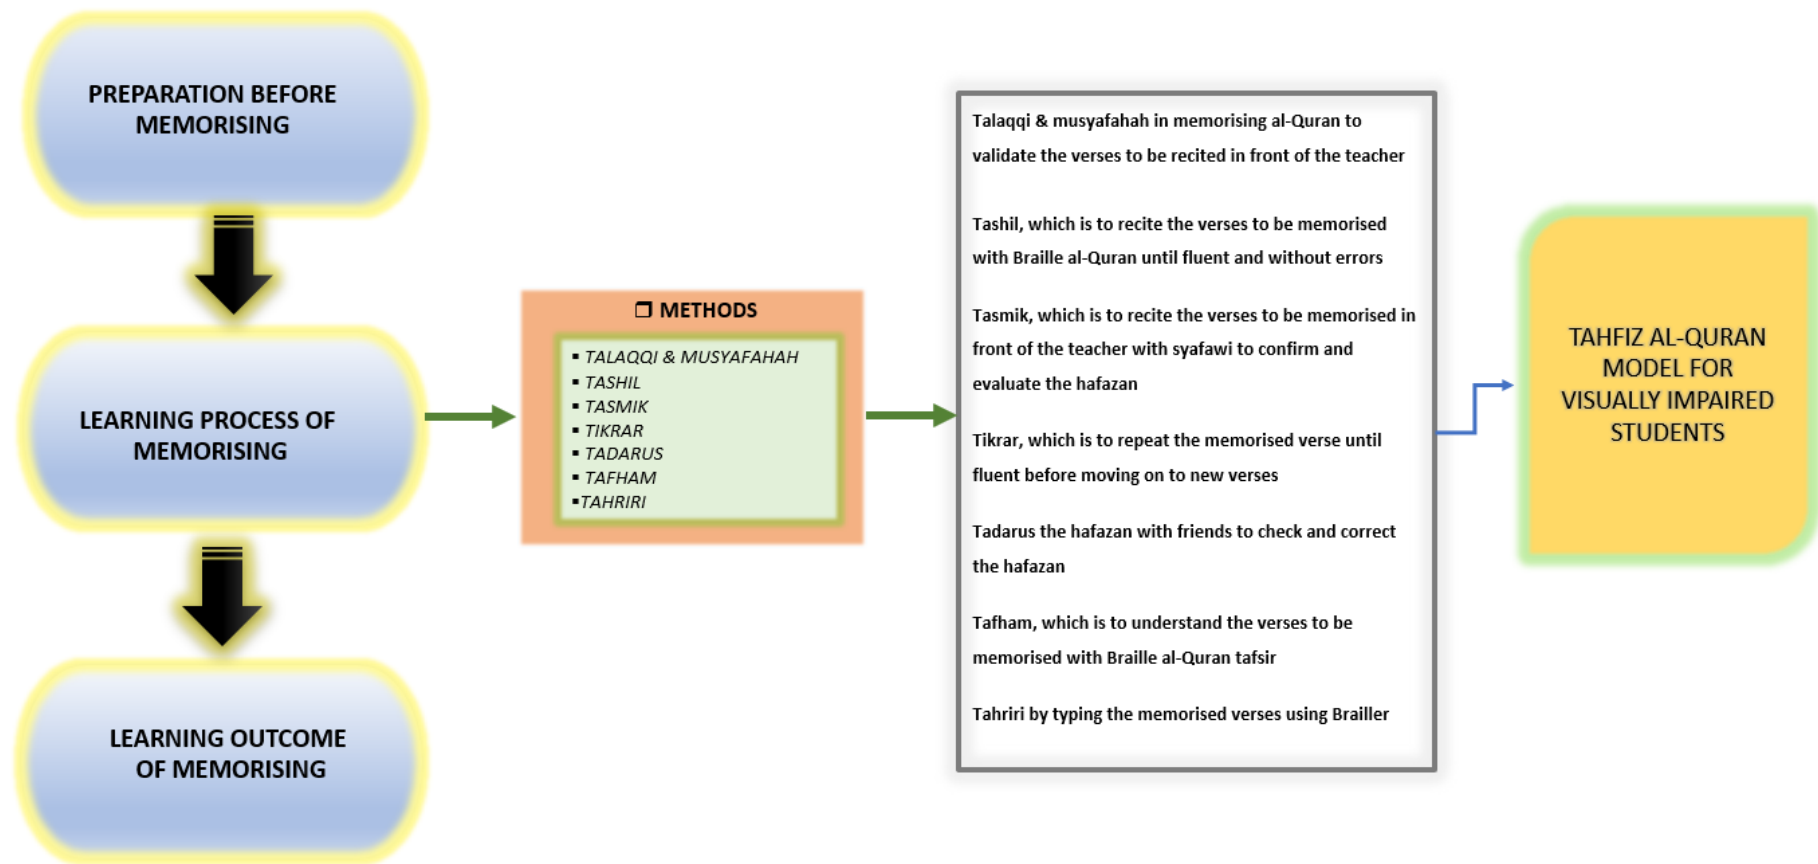 PREPARATION BEFORE
MEMORISING
LEARNING PROCESS OF
MEMORISING
LEARNING OUTCOME
OF MEMORISING
❐ METHODS
▪ TALAQQI & MUSYAFAHAH
▪ TASHIL
▪ TASMIK
▪ TIKRAR
▪ TADARUS
▪ TAFHAM
▪TAHRIRI
Talaqqi & musyafahah in memorising al-Quran to
validate the verses to be recited in front of the teacher
Tashil, which is to recite the verses to be memorised
with Braille al-Quran until fluent and without errors
Tasmik, which is to recite the verses to be memorised in
front of the teacher with syafawi to confirm and
evaluate the hafazan
Tikrar, which is to repeat the memorised verse until
fluent before moving on to new verses
Tadarus the hafazan with friends to check and correct
the hafazan
Tafham, which is to understand the verses to be
memorised with Braille al-Quran tafsir
Tahriri by typing the memorised verses using Brailler
TAHFIZ AL-QURAN
MODEL FOR
VISUALLY IMPAIRED
STUDENTS